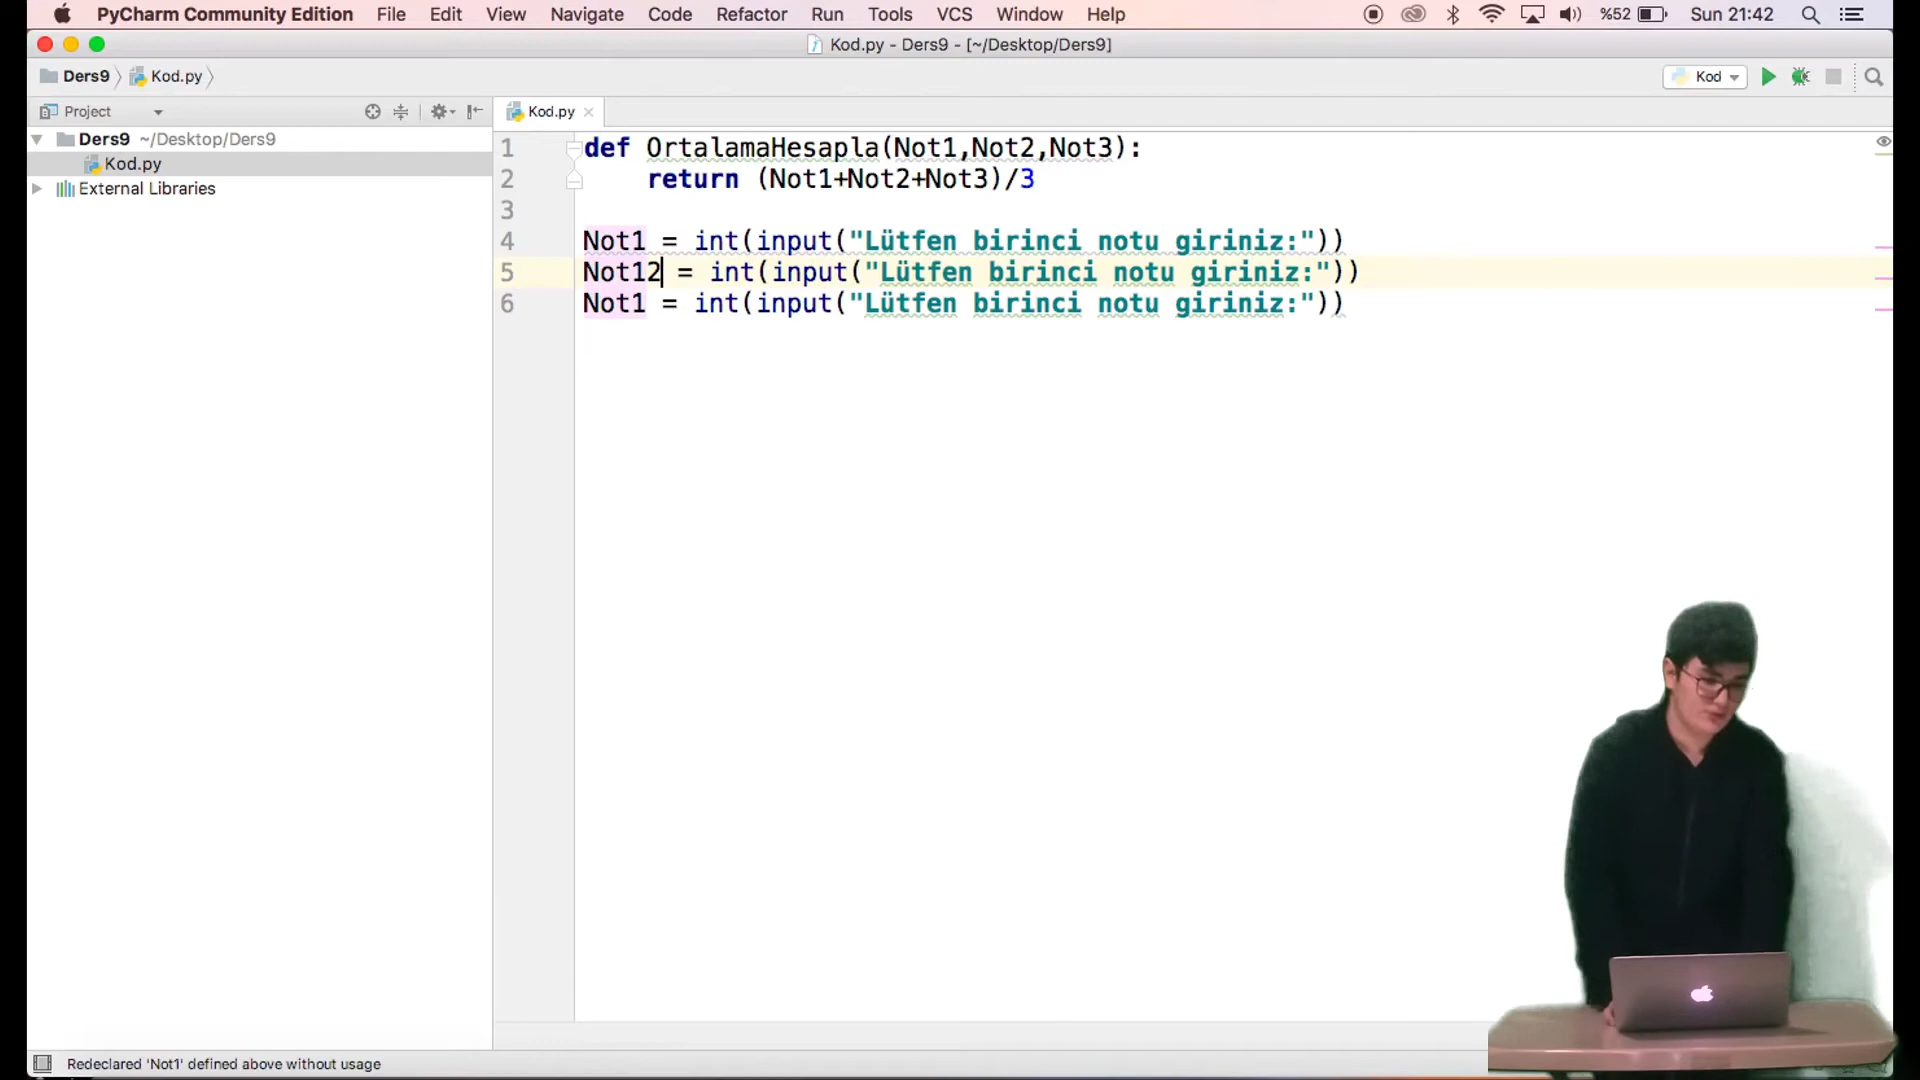 PyCharm Community Edition File Edit View Navigate Code Refactor Run Tools VCS Window Help %52 Sun 21:42
Kod.py - Ders9 - [~/Desktop/Ders9]
Ders9 Kod.py Kod
Project Kod.py
Ders9 ~/Desktop/Ders9
Kod.py
External Libraries
1 def OrtalamaHesapla(Not1,Not2,Not3):
2 return (Not1+Not2+Not3)/3
3
4 Not1 = int(input("Lütfen birinci notu giriniz:"))
5 Not12 = int(input("Lütfen birinci notu giriniz:"))
6 Not1 = int(input("Lütfen birinci notu giriniz:"))
Redeclared 'Not1' defined above without usage